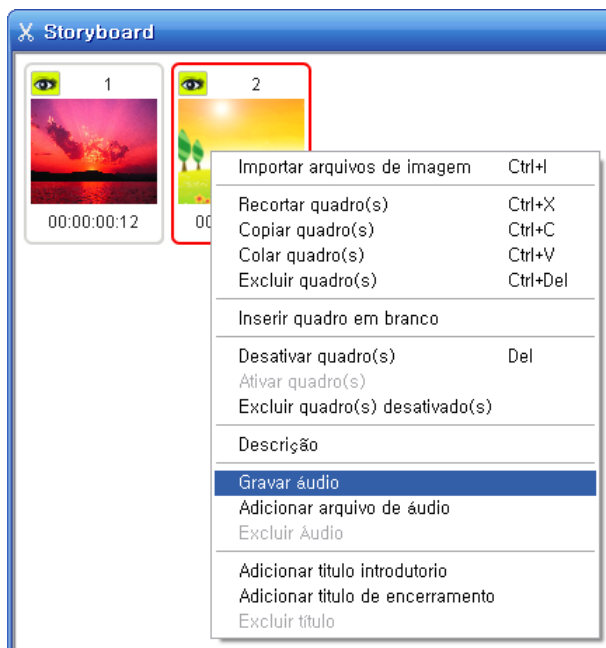 Storyboard
1 2
00:00:00:12 00
Importar arquivos de imagem Ctrl+I
Recortar quadro(s) Ctrl+X
Copiar quadro(s) Ctrl+C
Colar quadro(s) Ctrl+V
Excluir quadro(s) Ctrl+Del
Inserir quadro em branco
Desativar quadro(s) Del
Ativar quadro(s)
Excluir quadro(s) desativado(s)
Descrição
Gravar áudio
Adicionar arquivo de áudio
Excluir Áudio
Adicionar titulo introdutorio
Adicionar titulo de encerramento
Excluir título